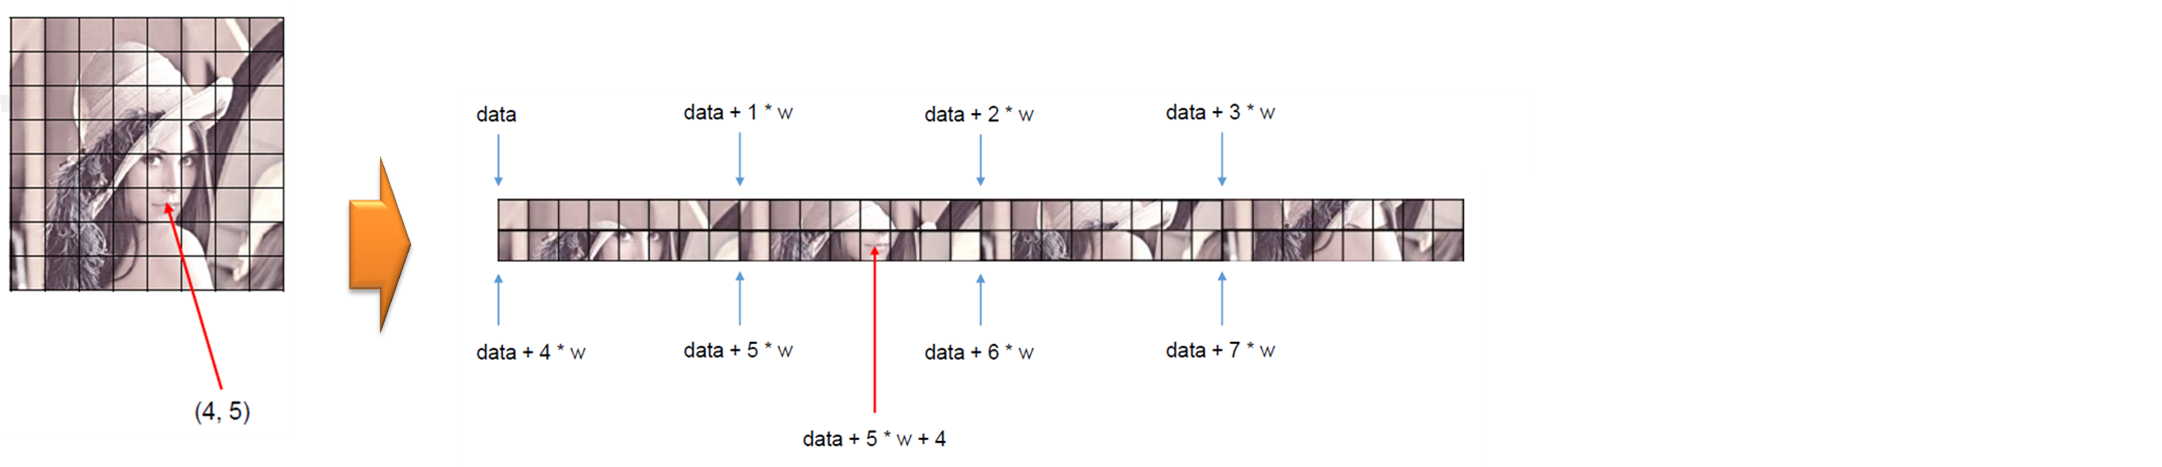 data
data + 1 * w
data + 2 * w
data + 3 * w
data + 4 * w
data + 5 * w
data + 6 * w
data + 7 * w
(4, 5)
data + 5 * w + 4